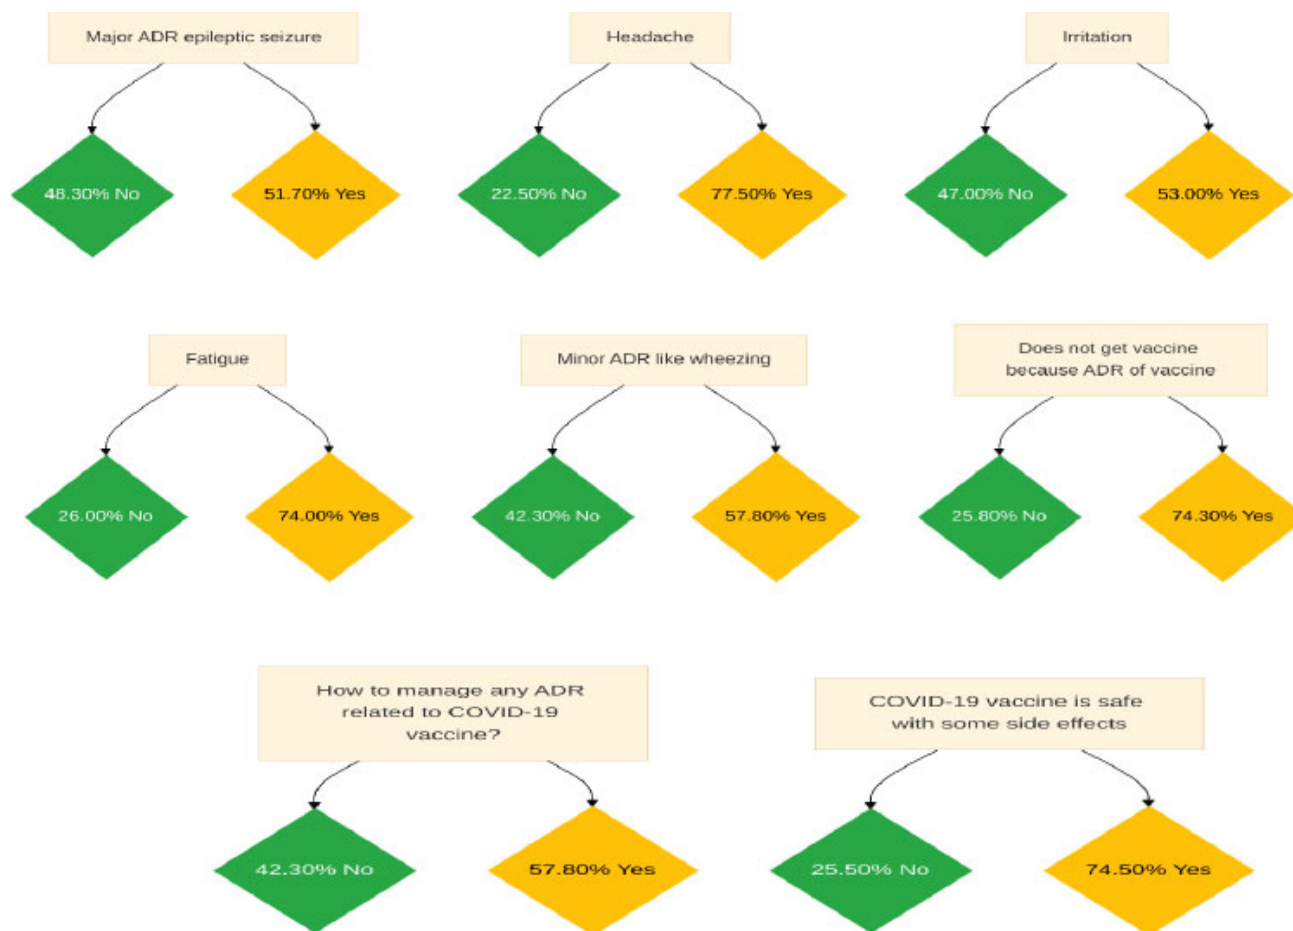 Major ADR epileptic seizure
Headache
Irritation
48.30% No
51.70% Yes
22.50% No
77.50% Yes
47.00% No
53.00% Yes
Fatigue
Minor ADR like wheezing
Does not get vaccine
because ADR of vaccine
26.00% No
74.00% Yes
42.30% No
57.80% Yes
25.80% No
74.30% Yes
How to manage any ADR
related to COVID-19
vaccine?
COVID-19 vaccine is safe
with some side effects
42.30% No
57.80% Yes
25.50% No
74.50% Yes